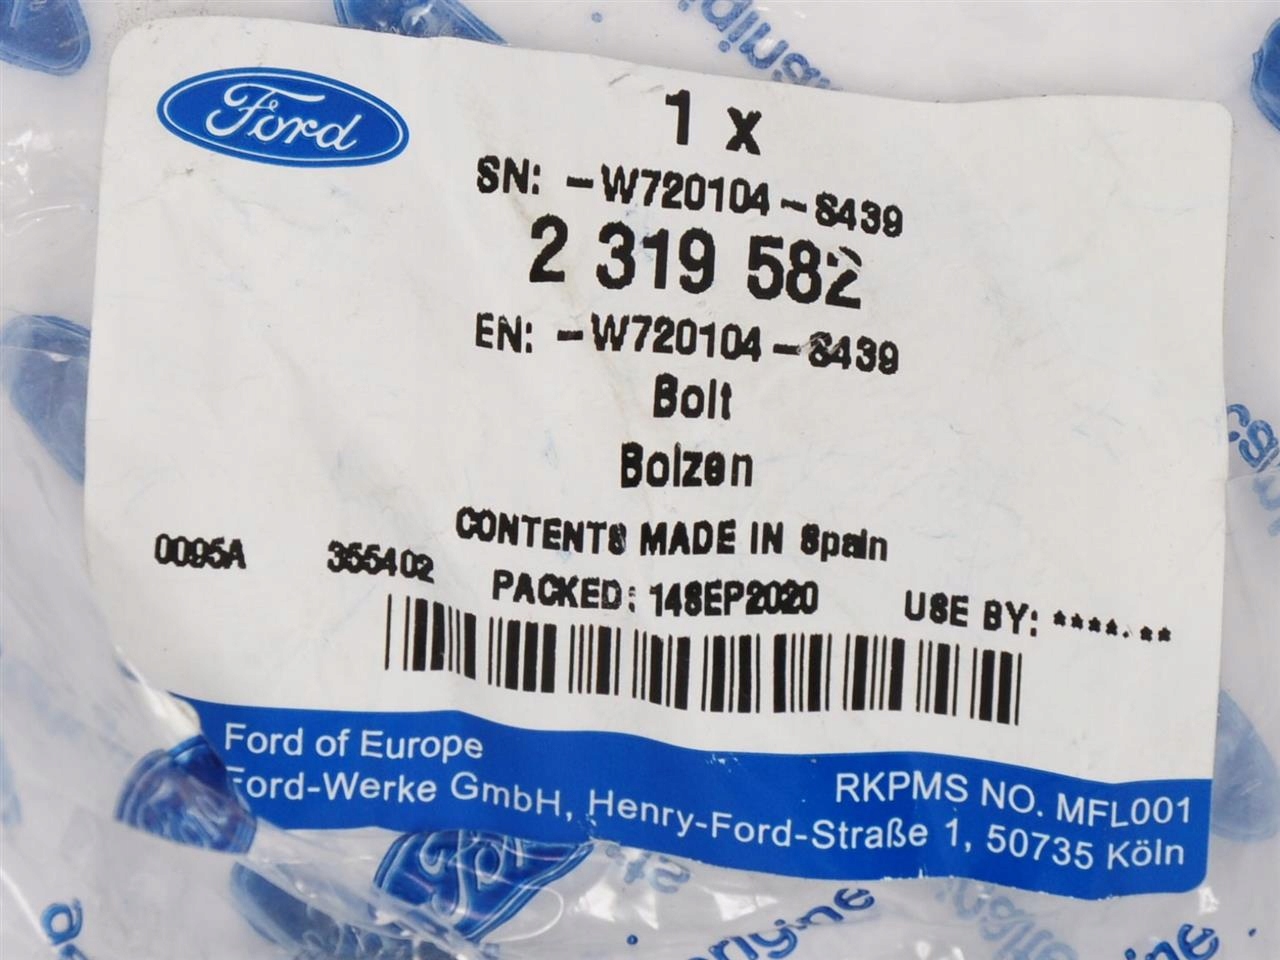 Ford
1 x
SN: -W720104-S439
2 319 582
EN: -W720104-S439
Bolt
Bolzen
CONTENTS MADE IN Spain
0095A 355402
PACKED: 14SEP2020 USE BY: ****.**
Ford of Europe
Ford-Werke GmbH, Henry-Ford-Straße 1, 50735 Köln
RKPMS NO. MFL001